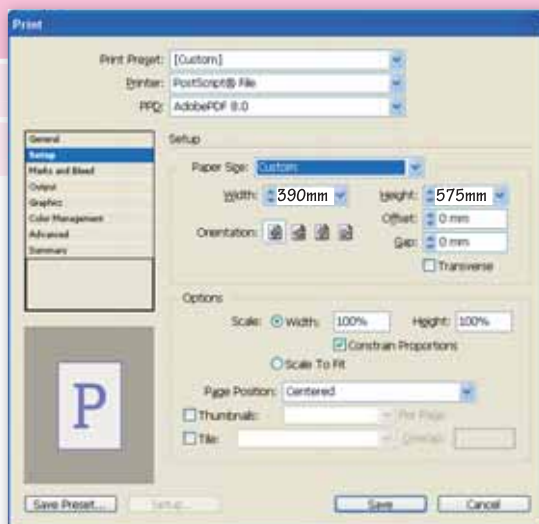 Print
Print Preset: [Custom]
Printer: PostScript® File
PPD: AdobePDF 8.0
General
Setup
Marks and Bleed
Output
Graphics
Color Management
Advanced
Summary
Setup
Paper Size: Custom
Width: 390mm Height: 575mm
Orientation: Offset: 0 mm
Gap: 0 mm
Transverse
Options
Scale: Width: 100% Height: 100%
Constrain Proportions
Scale To Fit
Page Position: Centered
Thumbnails: Per Page
Tile: Overlap:
P
Save Preset... Setup... Save Cancel